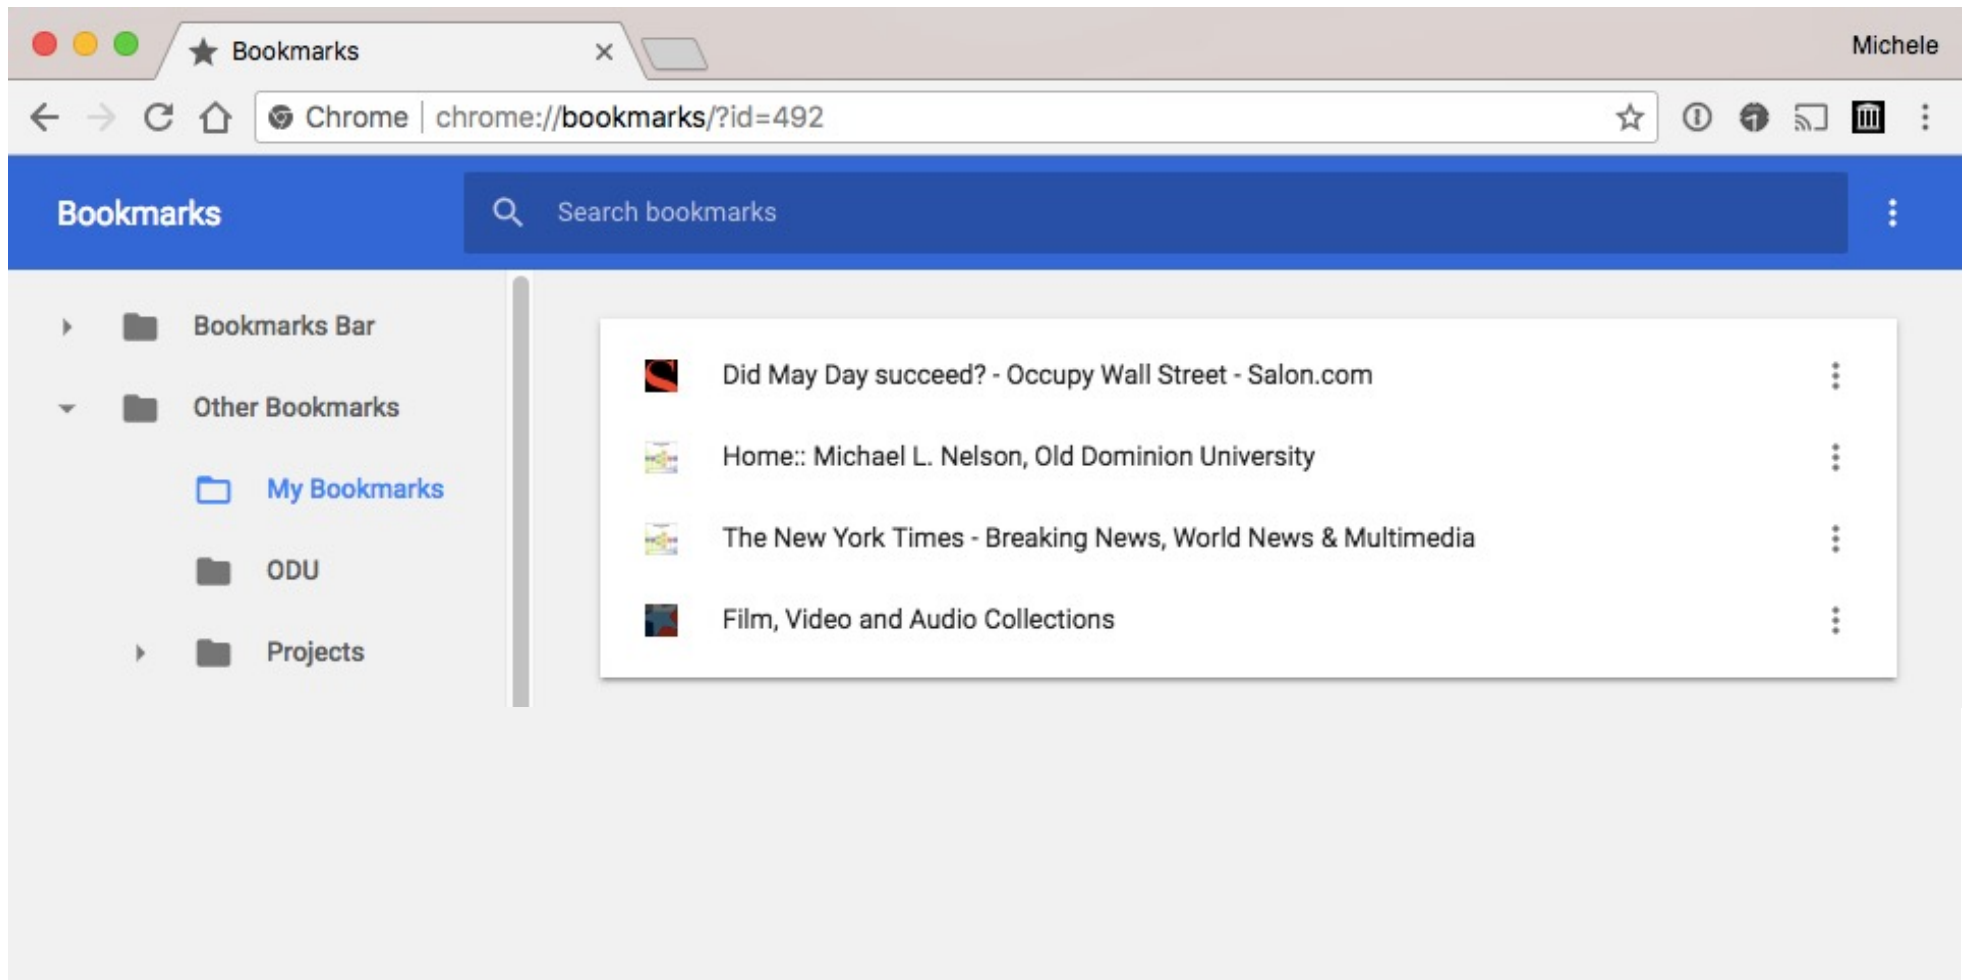 Bookmarks
Michele
Chrome | chrome://bookmarks/?id=492
Bookmarks
Search bookmarks
Bookmarks Bar
Other Bookmarks
My Bookmarks
ODU
Projects
Did May Day succeed? - Occupy Wall Street - Salon.com
Home:: Michael L. Nelson, Old Dominion University
The New York Times - Breaking News, World News & Multimedia
Film, Video and Audio Collections